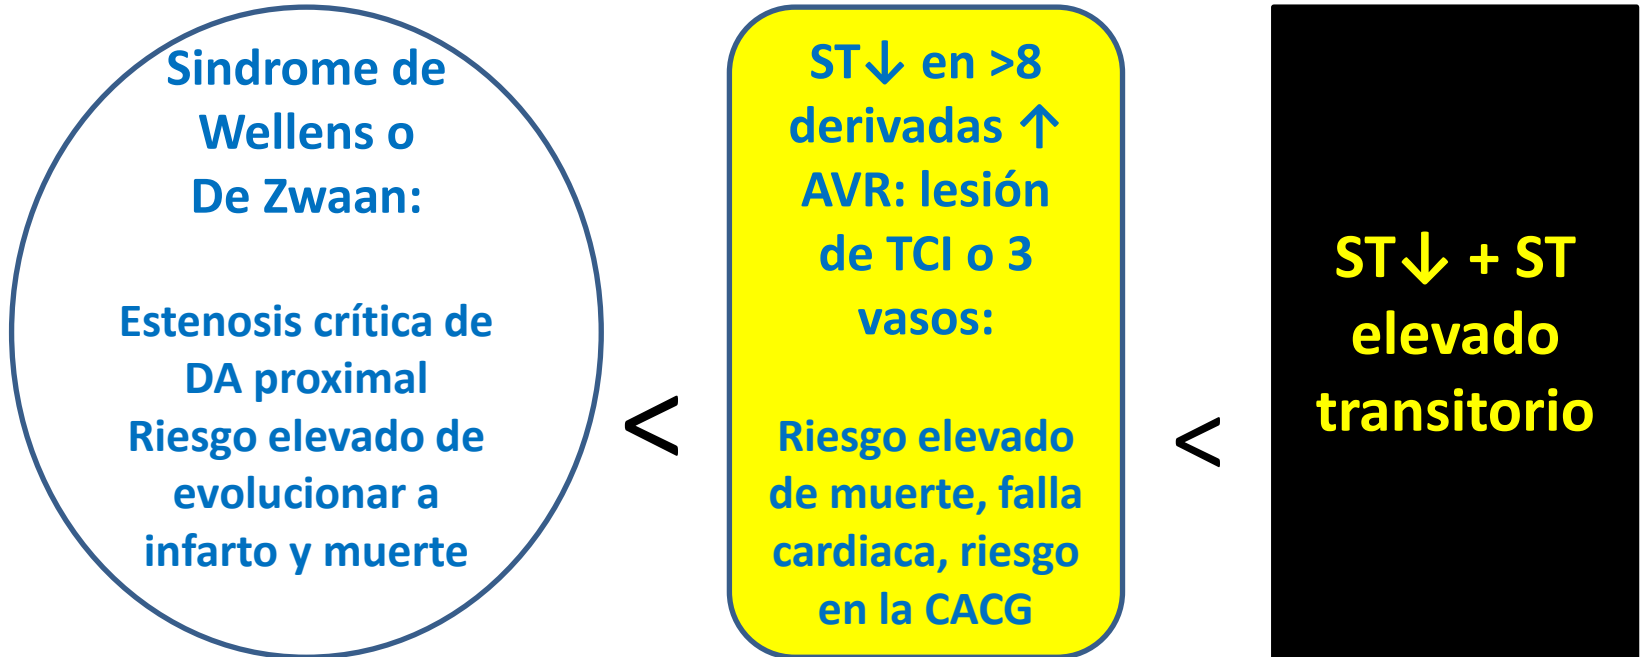 Sindrome de
Wellens o
De Zwaan:
Estenosis crítica de
DA proximal
Riesgo elevado de
evolucionar a
infarto y muerte
<
ST↓ en >8
derivadas ↑
AVR: lesión
de TCI o 3
vasos:
Riesgo elevado
de muerte, falla
cardiaca, riesgo
en la CACG
<
ST↓ + ST
elevado
transitorio